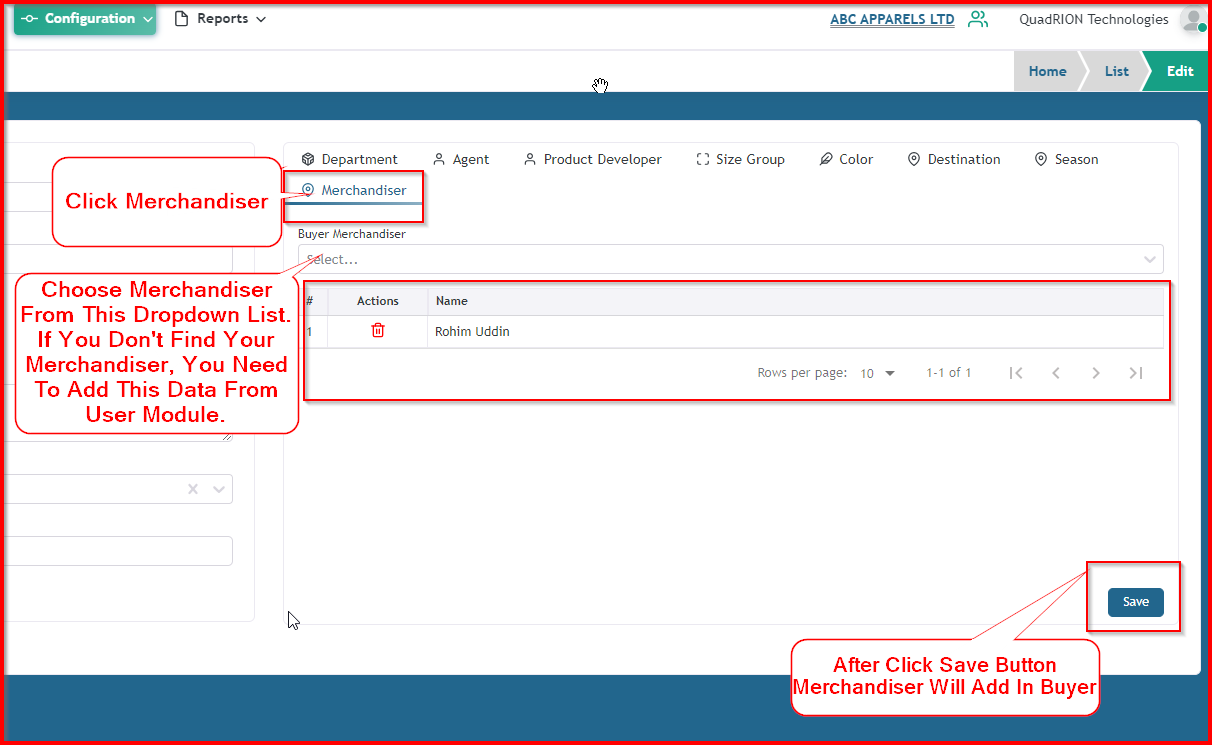 Configuration
Reports
ABC APPARELS LTD
QuadRION Technologies
Home
List
Edit
Department
Agent
Product Developer
Size Group
Color
Destination
Season
Merchandiser
Click Merchandiser
Buyer Merchandiser
Select...
Choose Merchandiser
From This Dropdown List.
If You Don't Find Your
Merchandiser, You Need
To Add This Data From
User Module.
# Actions Name
1 Rohim Uddin
Rows per page: 10 1-1 of 1
Save
After Click Save Button
Merchandiser Will Add In Buyer